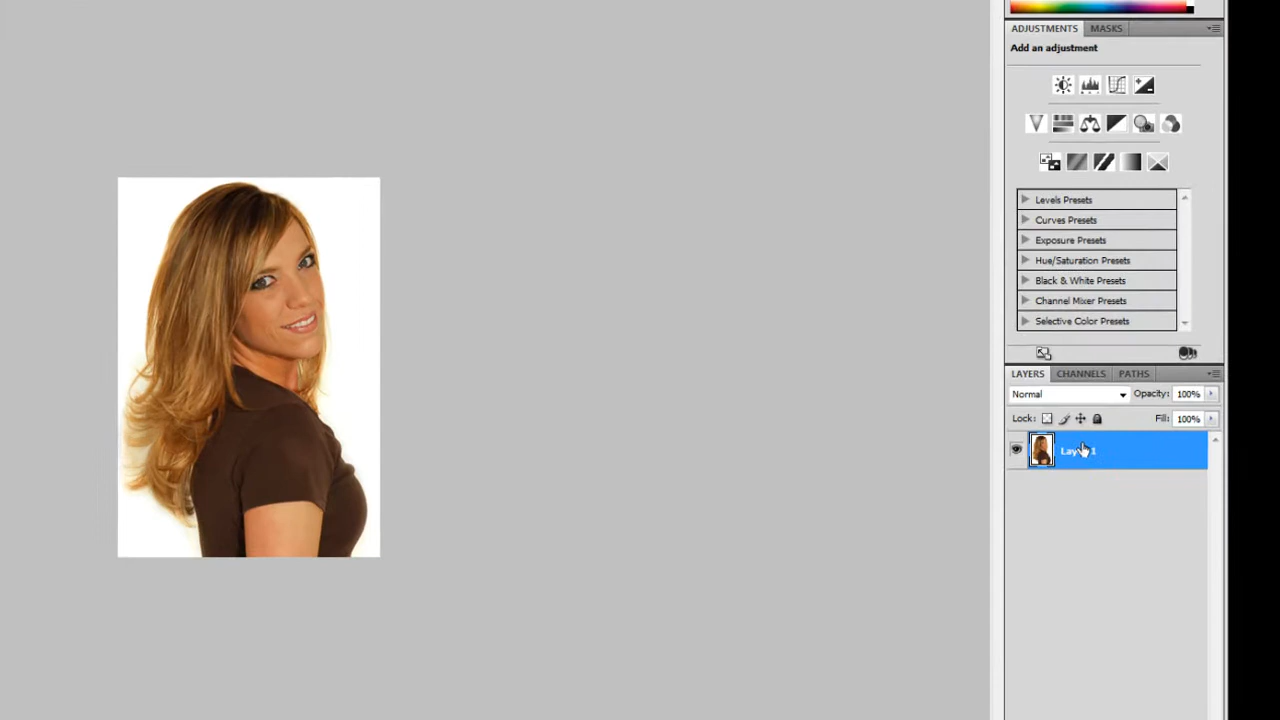 ADJUSTMENTS MASKS
Add an adjustment
Levels Presets
Curves Presets
Exposure Presets
Hue/Saturation Presets
Black & White Presets
Channel Mixer Presets
Selective Color Presets
LAYERS CHANNELS PATHS
Normal Opacity: 100%
Lock: Fill: 100%